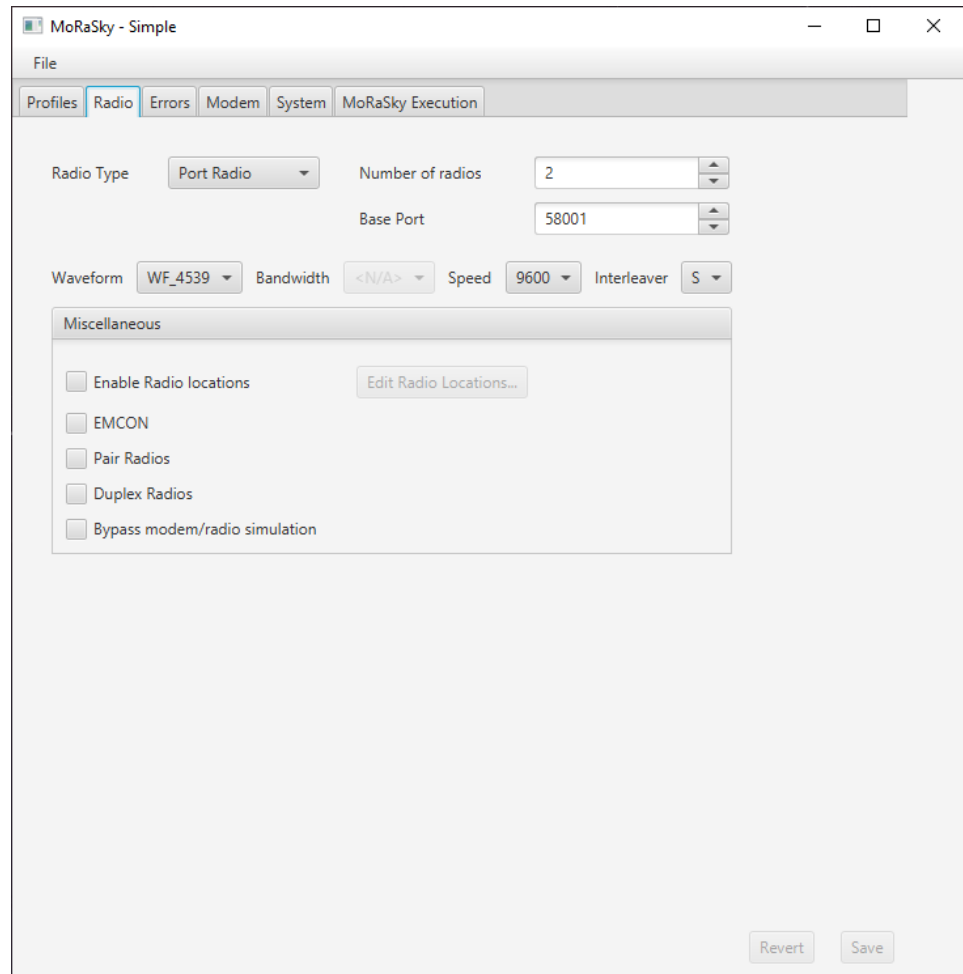 MoRaSky - Simple
File
Profiles Radio Errors Modem System MoRaSky Execution
Radio Type Port Radio Number of radios 2
Base Port 58001
Waveform WF_4539 Bandwidth <N/A> Speed 9600 Interleaver S
Miscellaneous
Enable Radio locations Edit Radio Locations...
EMCON
Pair Radios
Duplex Radios
Bypass modem/radio simulation
Revert Save